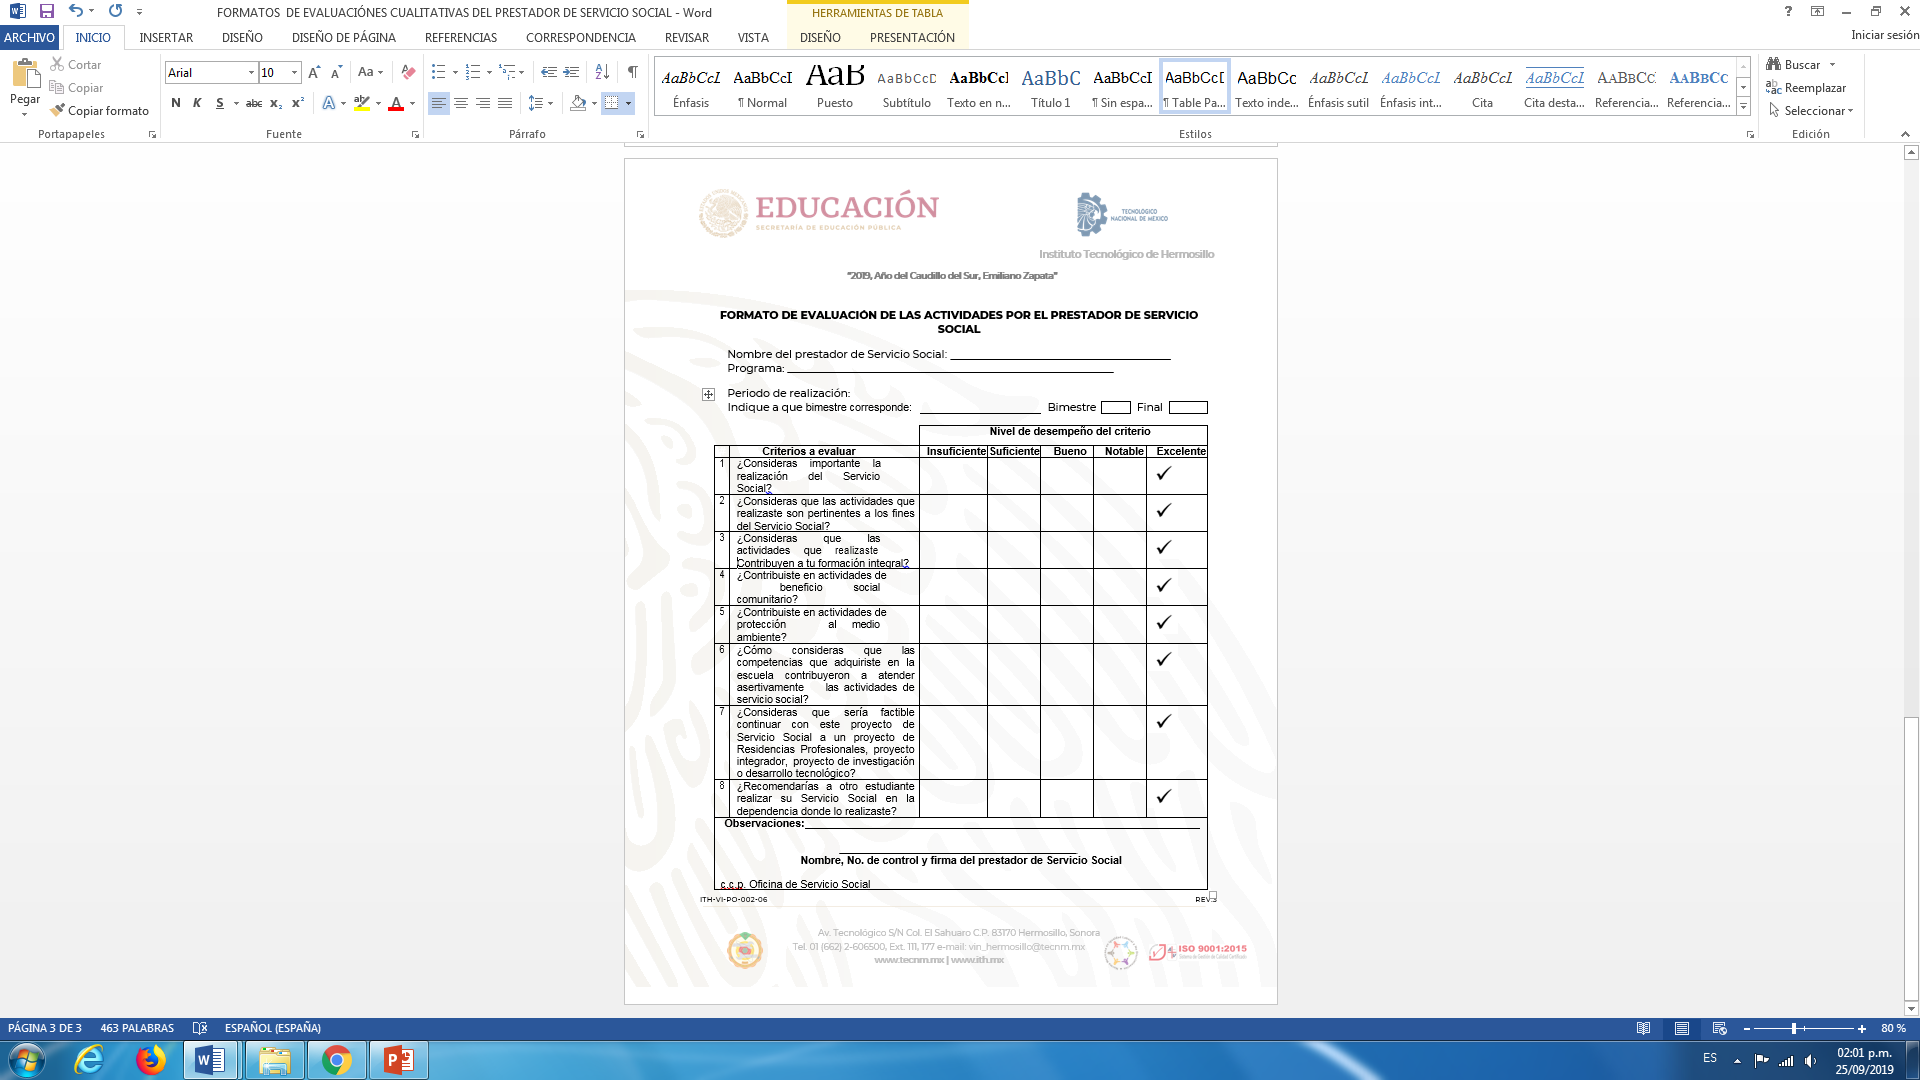 FORMATOS DE EVALUACIÓNES CUALITATIVAS DEL PRESTADOR DE SERVICIO SOCIAL - Word
HERRAMIENTAS DE TABLA
ARCHIVO INICIO INSERTAR DISEÑO DISEÑO DE PÁGINA REFERENCIAS CORRESPONDENCIA REVISAR VISTA DISEÑO PRESENTACIÓN
Iniciar sesión
Pegar
Cortar
Copiar
Copiar formato
Portapapeles
Arial 10
N K S abc x₂ x²
Fuente
Párrafo
AaBbCcI AaBbCcI AaB AaBbCcD AaBbCcI AaBbC AaBbCcI AaBbCcD AaBbCc AaBbCcL AaBbCcL AaBbCcL AaBbCcL AABBCC AABBCC
Énfasis ¶ Normal Puesto Subtítulo Texto en n... Título 1 ¶ Sin espa... ¶ Table Pa... Texto inde... Énfasis sutil Énfasis int... Cita Cita desta... Referencia... Referencia...
Estilos
Buscar
Reemplazar
Seleccionar
Edición
EDUCACIÓN
SECRETARÍA DE EDUCACIÓN PÚBLICA
TECNOLÓGICO
NACIONAL DE MÉXICO
Instituto Tecnológico de Hermosillo
"2019, Año del Caudillo del Sur, Emiliano Zapata"
FORMATO DE EVALUACIÓN DE LAS ACTIVIDADES POR EL PRESTADOR DE SERVICIO
SOCIAL
Nombre del prestador de Servicio Social:
Programa:
Periodo de realización:
Indique a que bimestre corresponde: Bimestre Final
Nivel de desempeño del criterio
Criterios a evaluar Insuficiente Suficiente Bueno Notable Excelente
1 ¿Consideras importante la
realización del Servicio
Social?
✓
2 ¿Consideras que las actividades que
realizaste son pertinentes a los fines
del Servicio Social?
✓
3 ¿Consideras que las
actividades que realizaste
Contribuyen a tu formación integral?
✓
4 ¿Contribuiste en actividades de
beneficio social
comunitario?
✓
5 ¿Contribuiste en actividades de
protección al medio
ambiente?
✓
6 ¿Cómo consideras que las
competencias que adquiriste en la
escuela contribuyeron a atender
asertivamente las actividades de
servicio social?
✓
7 ¿Consideras que sería factible
continuar con este proyecto de
Servicio Social a un proyecto de
Residencias Profesionales, proyecto
integrador, proyecto de investigación
o desarrollo tecnológico?
✓
8 ¿Recomendarías a otro estudiante
realizar su Servicio Social en la
dependencia donde lo realizaste?
✓
Observaciones:
Nombre, No. de control y firma del prestador de Servicio Social
c.c.p. Oficina de Servicio Social
ITH-VI-PO-002-06 REV.3
Av. Tecnológico S/N Col. El Sahuaro C.P. 83170 Hermosillo, Sonora
Tel. 01 (662) 2-606500, Ext. 111, 177 e-mail: vin_hermosillo@tecnm.mx
www.tecnm.mx | www.ith.mx
ISO 9001:2015
PÁGINA 3 DE 3 463 PALABRAS ESPAÑOL (ESPAÑA) 80 %
ES
02:01 p.m.
25/09/2019